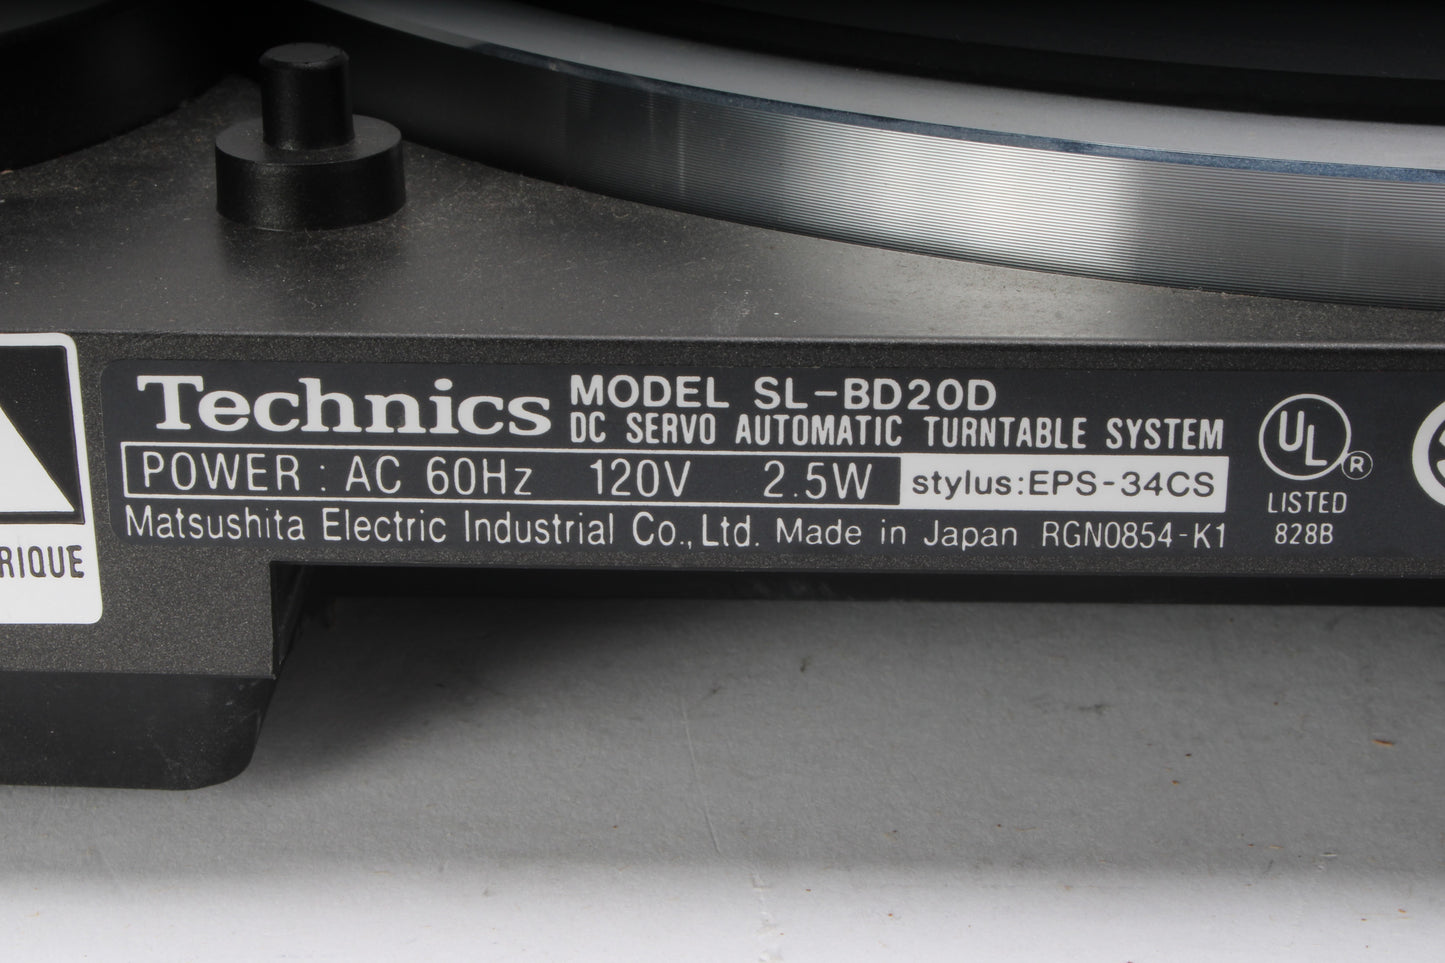 Technics MODEL SL-BD20D
DC SERVO AUTOMATIC TURNTABLE SYSTEM
POWER : AC 60Hz 120V 2.5W stylus:EPS-34CS
Matsushita Electric Industrial Co.,Ltd. Made in Japan RGN0854-K1
UL ®
LISTED
828B
RIQUE